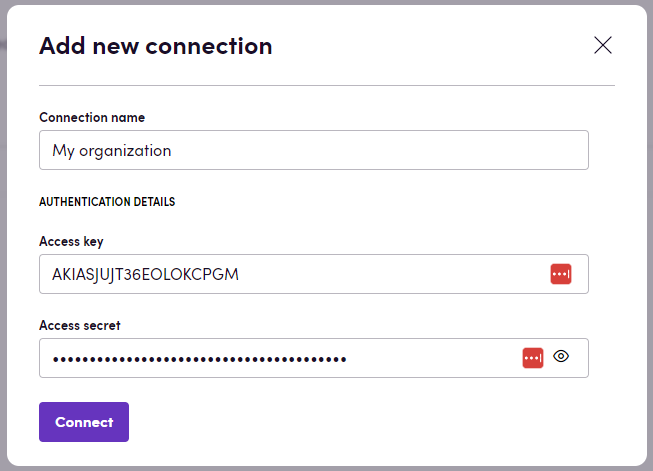 Add new connection
Connection name
My organization
AUTHENTICATION DETAILS
Access key
AKIASJUJT36EOLOKCPGM
Access secret
••••••••••••••••••••••••••••••••••••••••
Connect